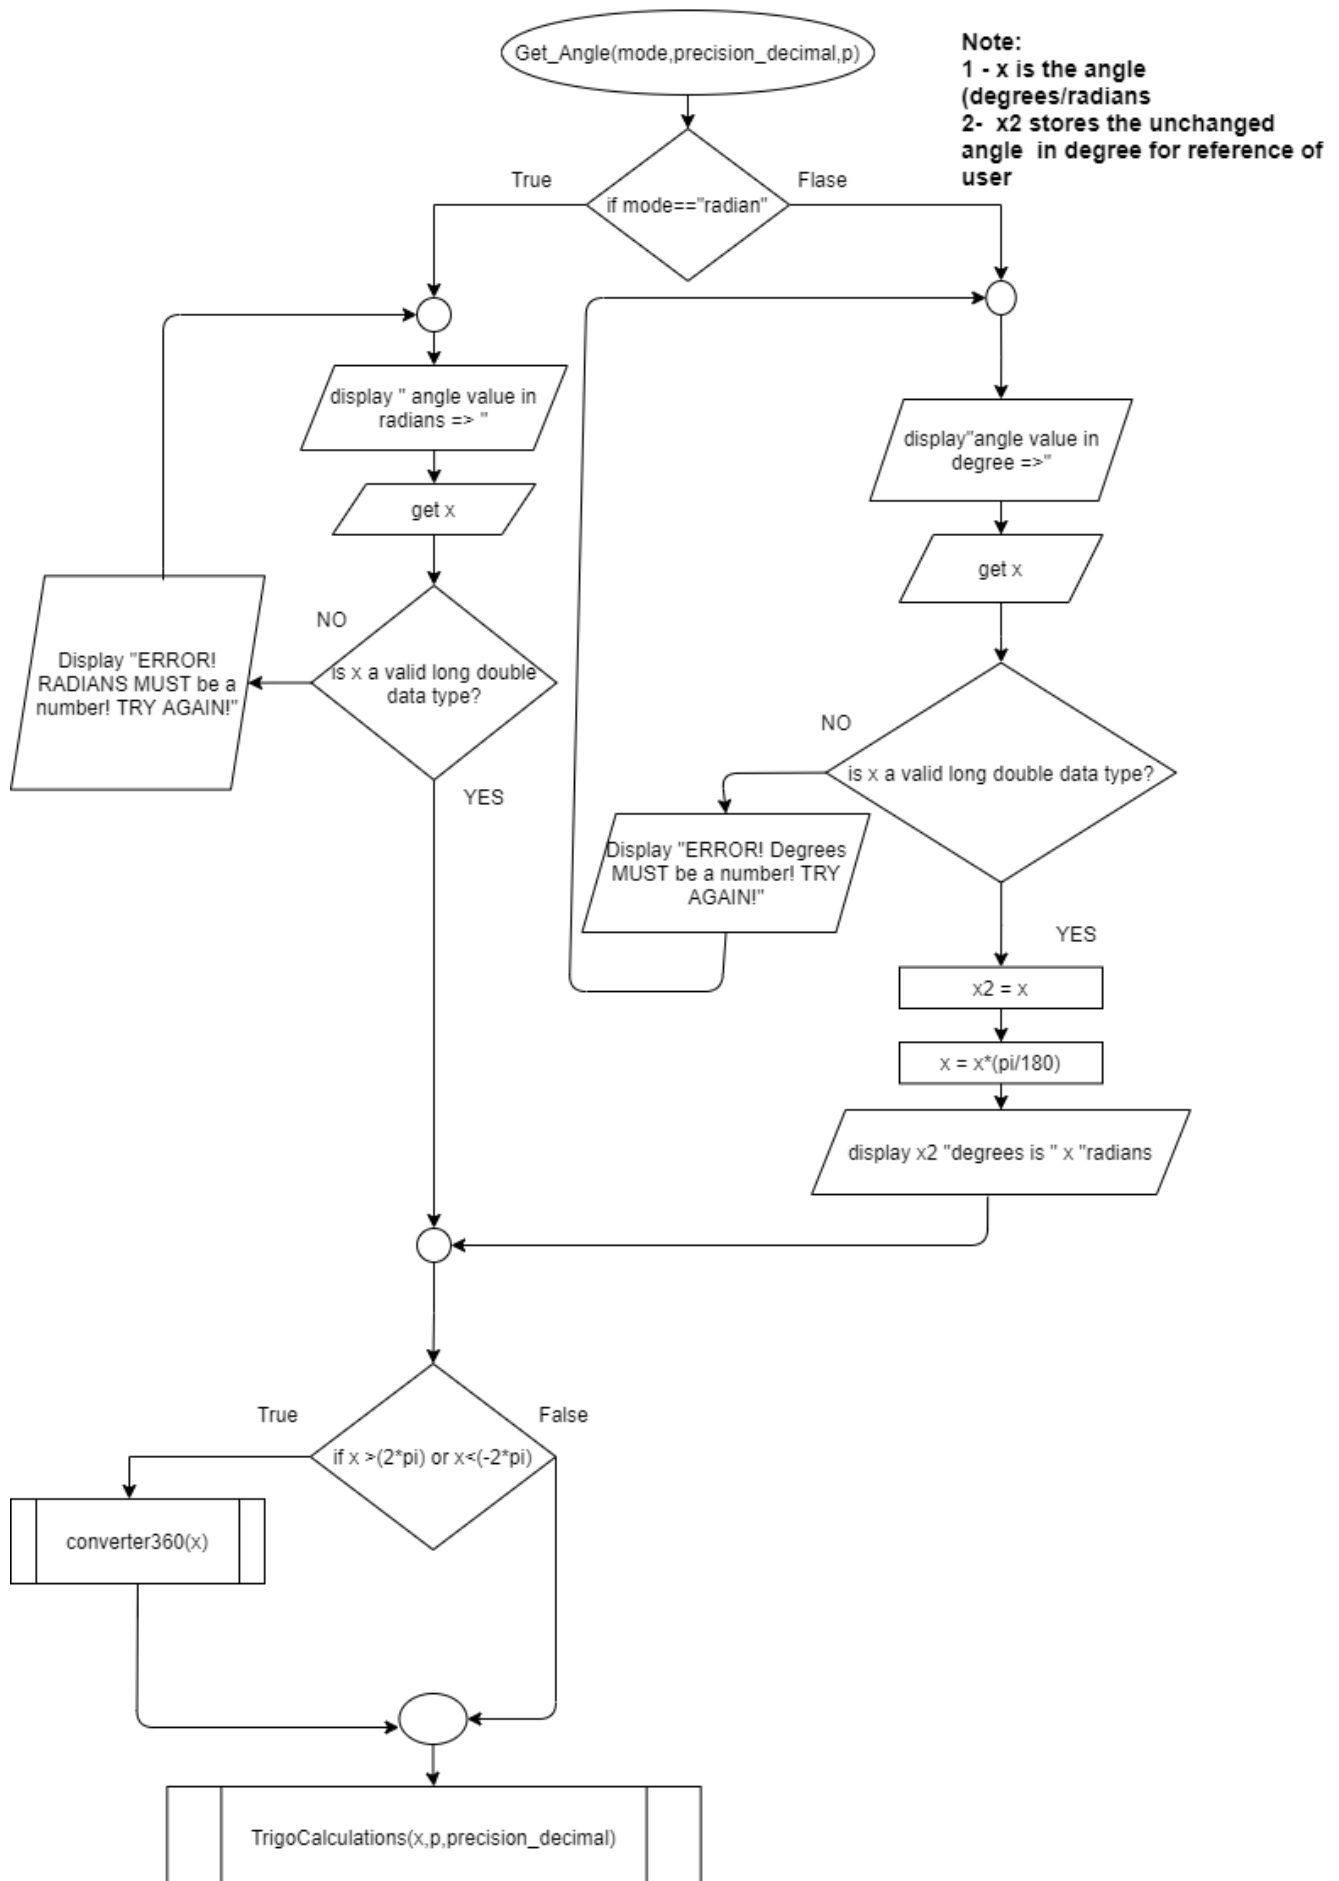 Get_Angle(mode,precision_decimal,p)
Note:
1 - x is the angle
(degrees/radians
2-  x2 stores the unchanged
angle  in degree for reference of
user
True
Flase
if mode=="radian"
display " angle value in
radians => "
get x
NO
is x a valid long double
data type?
Display "ERROR!
RADIANS MUST be a
number! TRY AGAIN!"
YES
display"angle value in
degree =>"
get x
NO
is x a valid long double data type?
Display "ERROR! Degrees
MUST be a number! TRY
AGAIN!"
YES
x2 = x
x = x*(pi/180)
display x2 "degrees is " x "radians
True
False
if x >(2*pi) or x<(-2*pi)
converter360(x)
TrigoCalculations(x,p,precision_decimal)